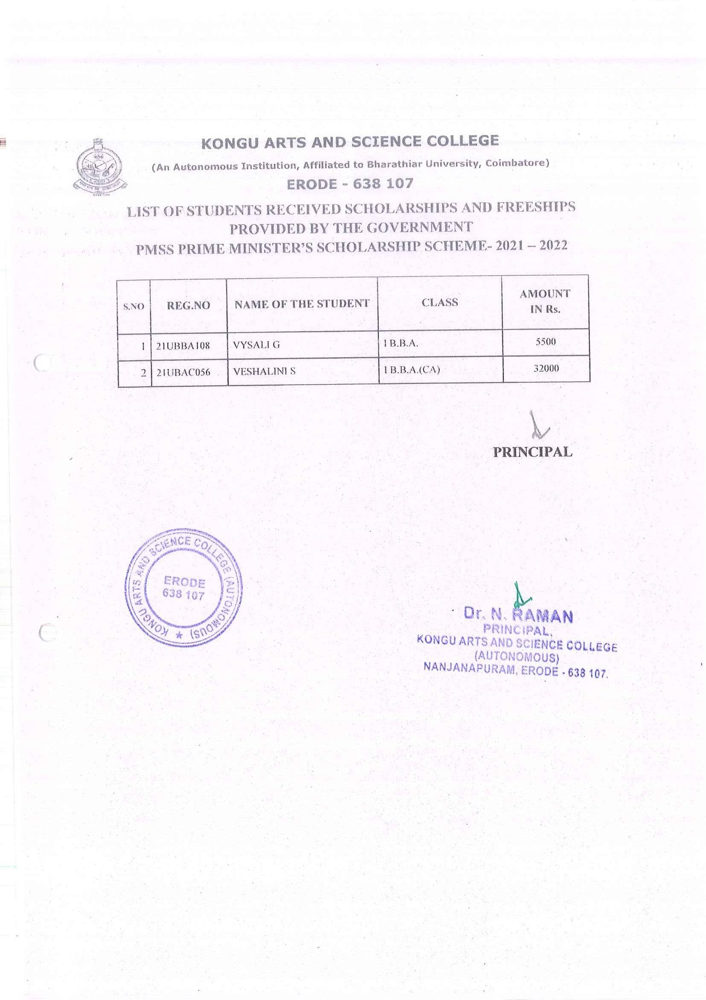 KONGU ARTS AND SCIENCE COLLEGE
(An Autonomous Institution, Affiliated to Bharathiar University, Coimbatore)
ERODE - 638 107
LIST OF STUDENTS RECEIVED SCHOLARSHIPS AND FREESHIPS
PROVIDED BY THE GOVERNMENT
PMSS PRIME MINISTER'S SCHOLARSHIP SCHEME- 2021 – 2022
S.NO REG.NO NAME OF THE STUDENT CLASS AMOUNT IN Rs.
1 21UBBA108 VYSALI G I B.B.A. 5500
2 21UBAC056 VESHALINI S I B.B.A.(CA) 32000
PRINCIPAL
KONGU ARTS AND SCIENCE COLLEGE (AUTONOMOUS)
ERODE
638 107
Dr. N. RAMAN
PRINCIPAL,
KONGU ARTS AND SCIENCE COLLEGE
(AUTONOMOUS)
NANJANAPURAM, ERODE - 638 107.